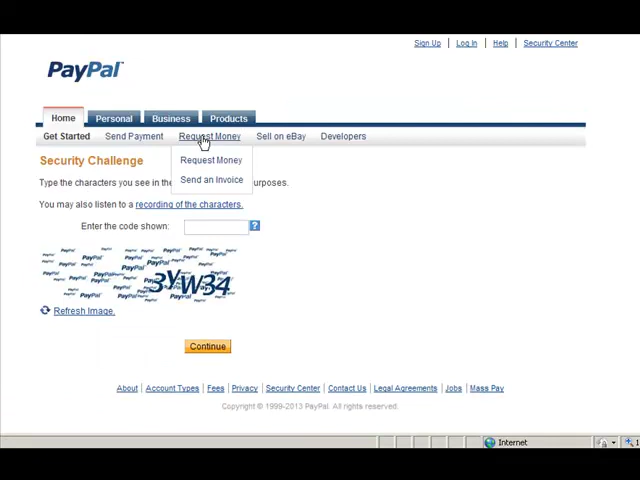 Sign Up | Log In | Help | Security Center
PayPal
Home Personal Business Products
Get Started Send Payment Request Money Sell on eBay Developers
Request Money
Send an Invoice
Security Challenge
Type the characters you see in the
urposes.
You may also listen to a recording of the characters.
Enter the code shown:
?
PayPal
3YW34
Refresh Image.
Continue
About | Account Types | Fees | Privacy | Security Center | Contact Us | Legal Agreements | Jobs | Mass Pay
Copyright © 1999-2013 PayPal. All rights reserved.
Internet
1